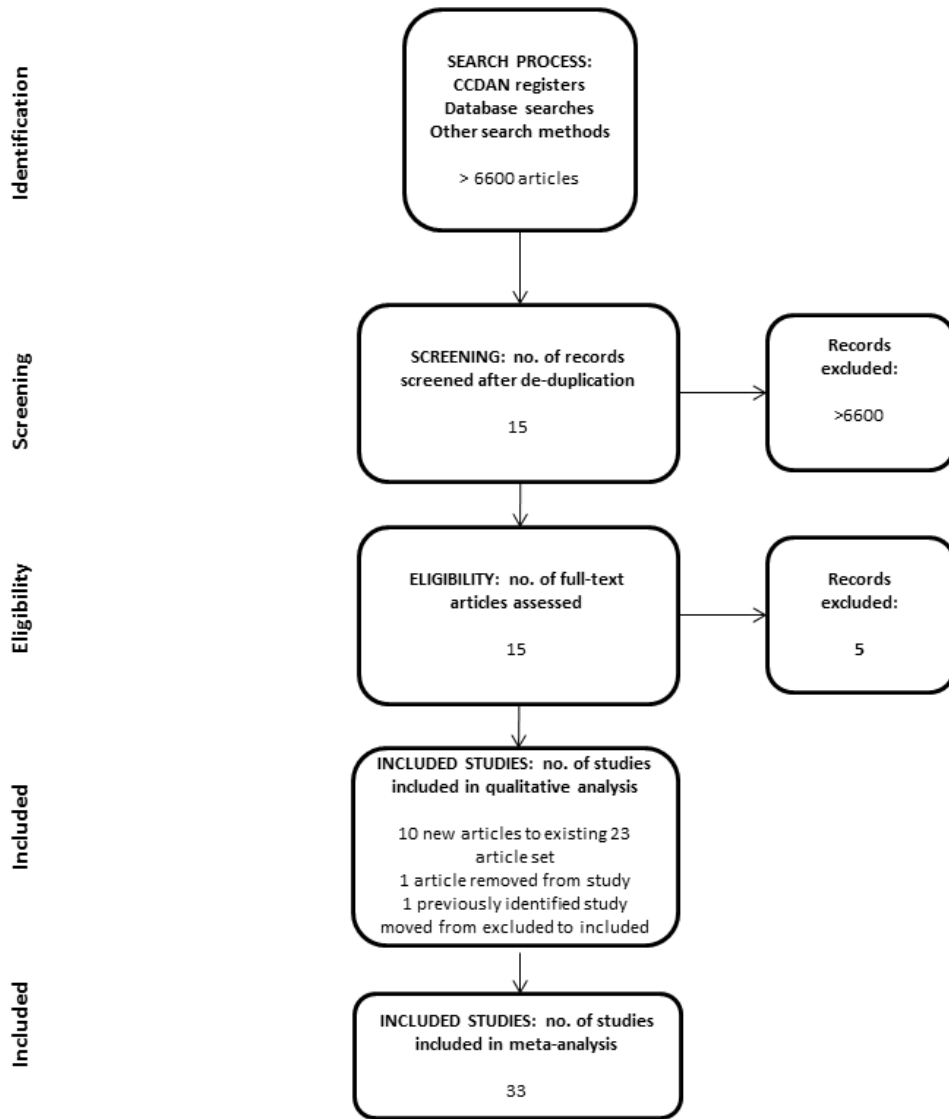 Identification
SEARCH PROCESS:
CCDAN registers
Database searches
Other search methods
> 6600 articles
Screening
SCREENING: no. of records
screened after de-duplication
15
Records
excluded:
>6600
Eligibility
ELIGIBILITY: no. of full-text
articles assessed
15
Records
excluded:
5
Included
INCLUDED STUDIES: no. of studies
included in qualitative analysis
10 new articles to existing 23
article set
1 article removed from study
1 previously identified study
moved from excluded to included
Included
INCLUDED STUDIES: no. of studies
included in meta-analysis
33